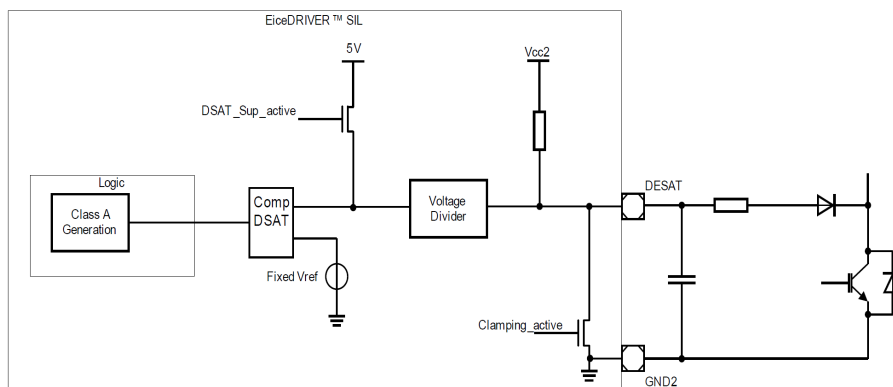 EiceDRIVER™ SIL
5V
Vcc2
DSAT_Sup_active
Logic
Class A
Generation
Comp
DSAT
Voltage
Divider
DESAT
Fixed Vref
Clamping_active
GND2